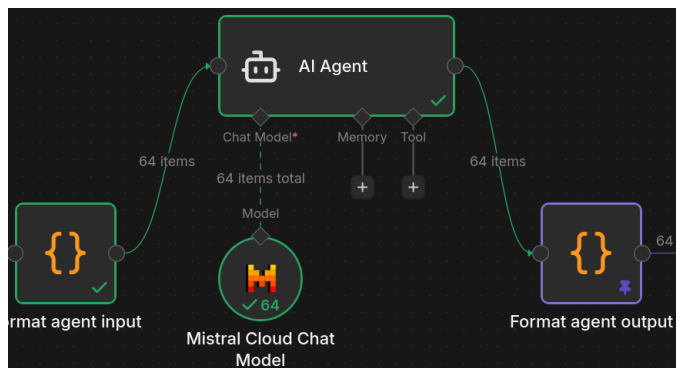 AI Agent
Chat Model*
Memory
Tool
64 items
64 items
64 items total
Model
64
64
ormat agent input
Mistral Cloud Chat
Model
Format agent output